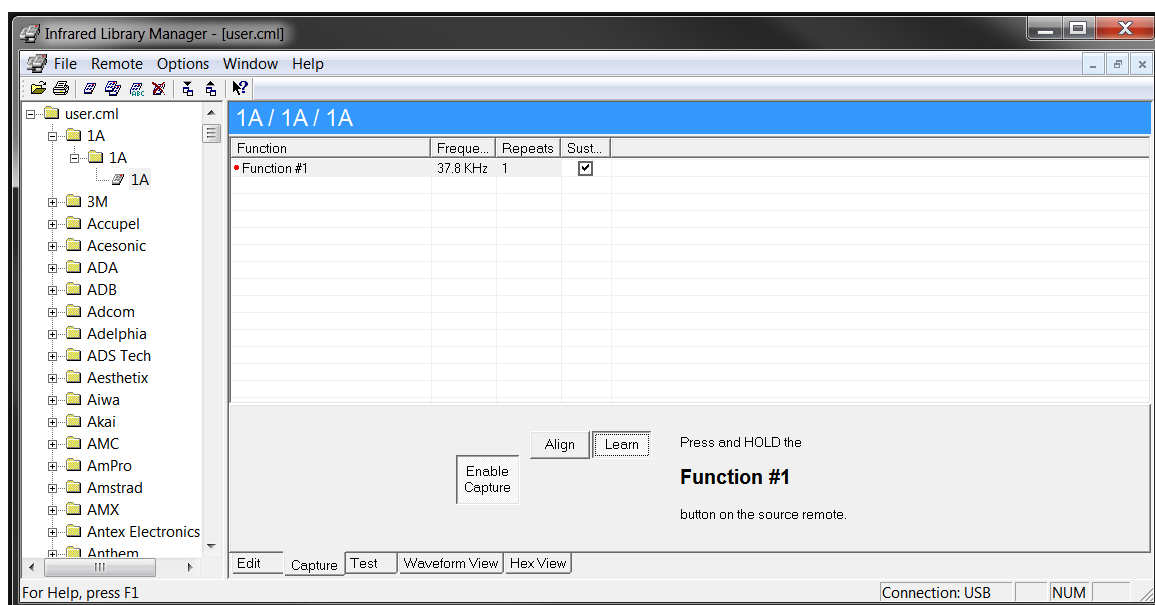 Infrared Library Manager - [user.cml]
File Remote Options Window Help
ABC
user.cml
1A
1A
1A
3M
Accupel
Acesonic
ADA
ADB
Adcom
Adelphia
ADS Tech
Aesthetix
Aiwa
Akai
AMC
AmPro
Amstrad
AMX
Antex Electronics
Anthem
1A / 1A / 1A
Function Freque... Repeats Sust...
Function #1 37.8 KHz 1
Align Learn
Enable
Capture
Press and HOLD the
Function #1
button on the source remote.
Edit Capture Test Waveform View Hex View
For Help, press F1 Connection: USB NUM